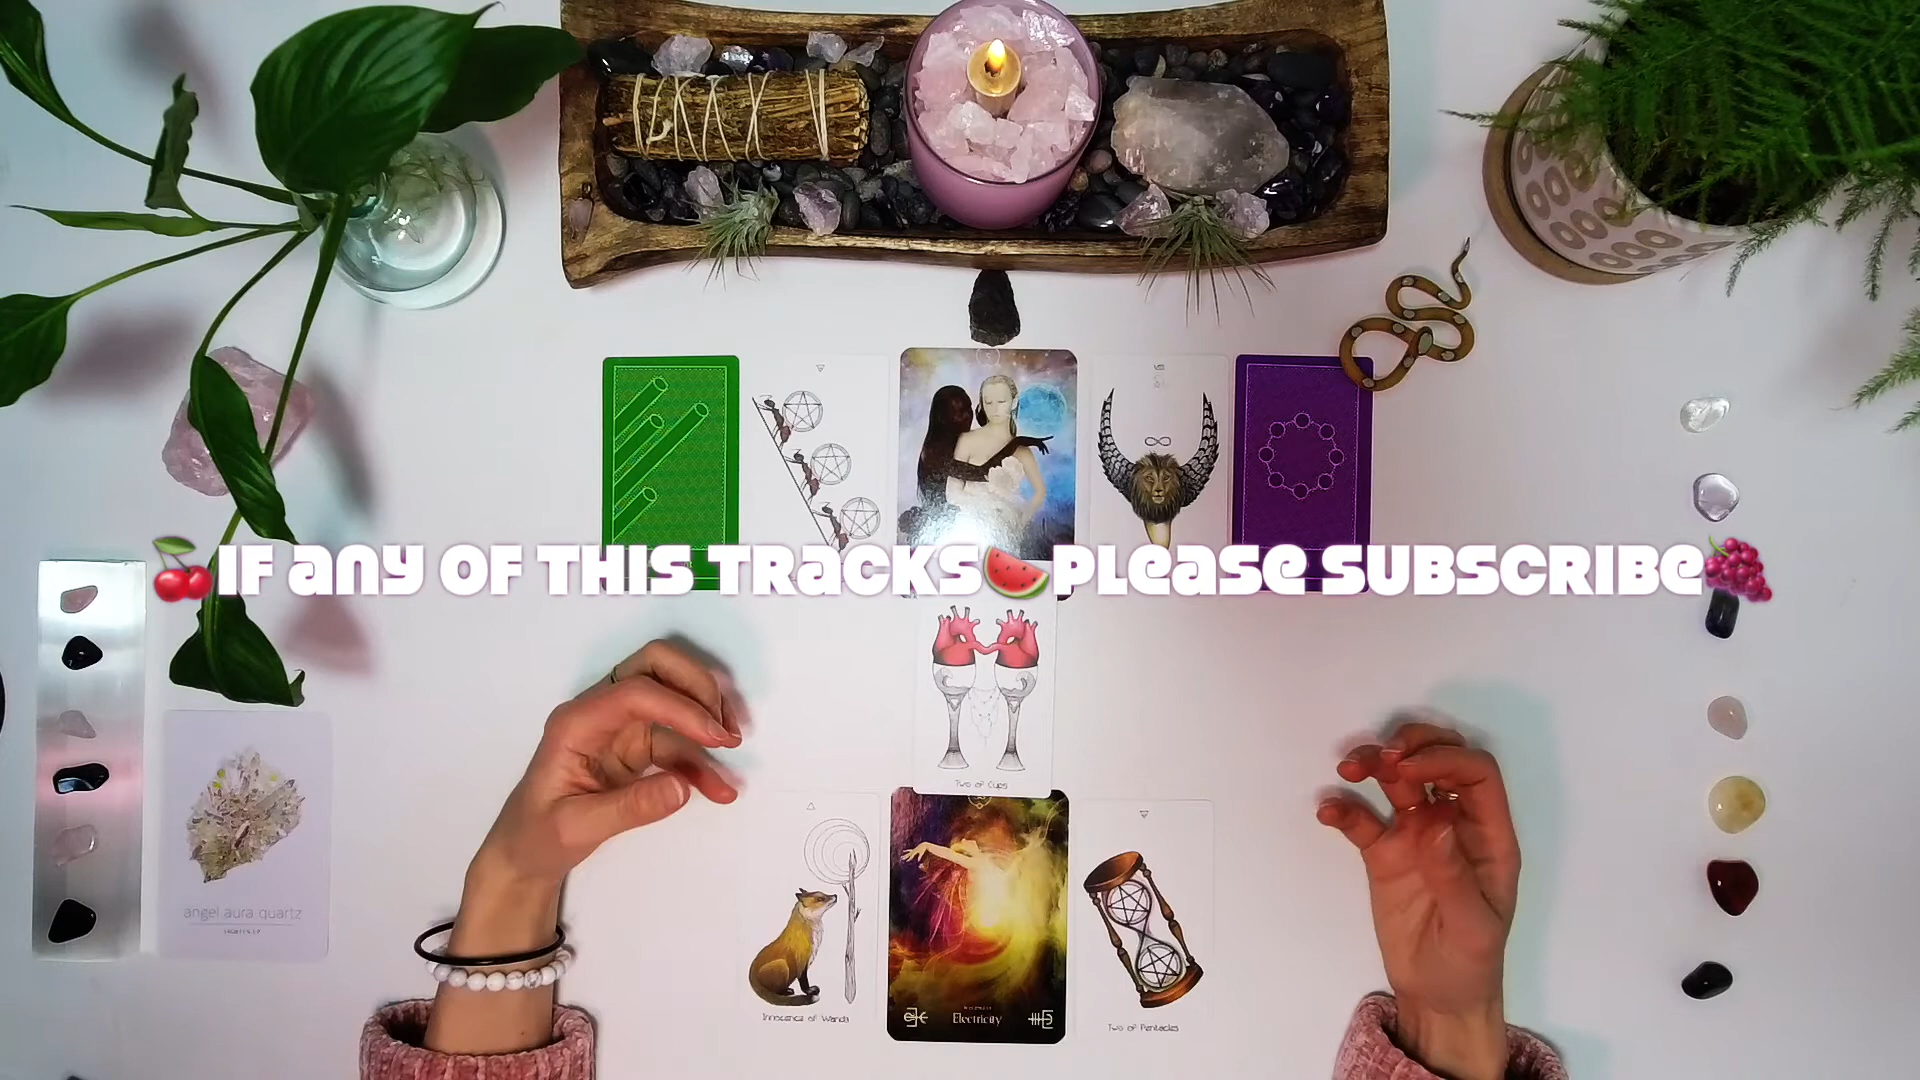 IF any OF THIS TRaCKS PLease SUBSCRIBe
Two of Cups
angel aura quartz
Innocence of Wands
Electricity
Two of Pentacles